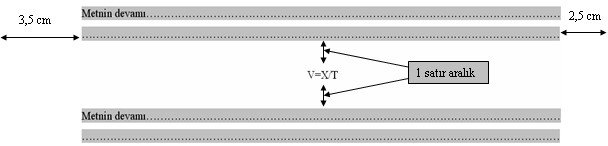 3,5 cm
Metnin devamı……………………………………………………………………………………………
……………………………………………………………………………………………………………
2,5 cm
V=X/T
1 satır aralık
Metnin devamı……………………………………………………………………………………………
……………………………………………………………………………………………………………